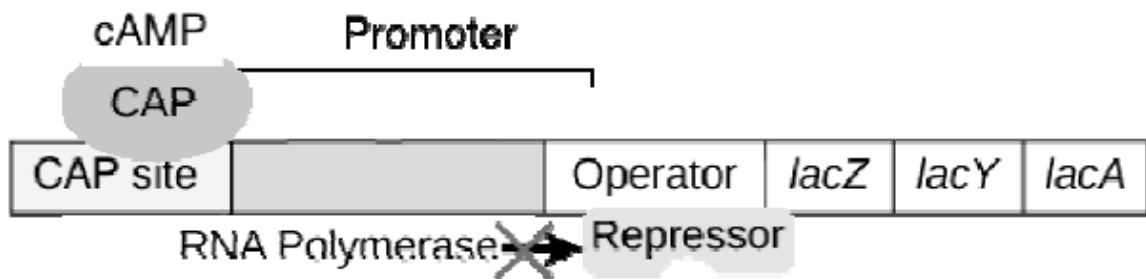 cAMP Promoter
CAP
CAP site Operator lacZ lacY lacA
RNA Polymerase Repressor